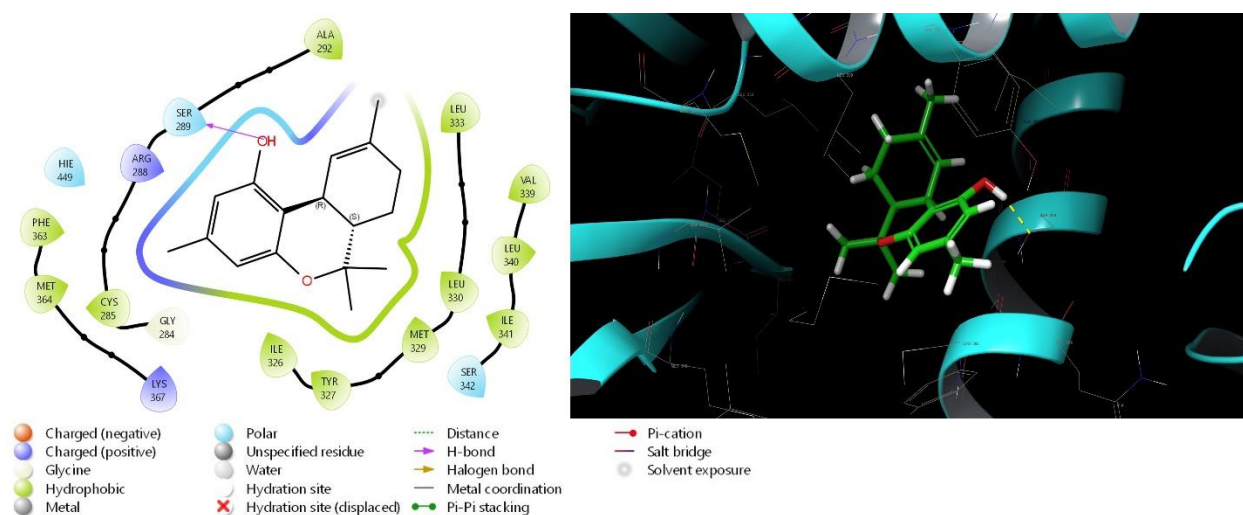 ALA
292
SER
289
OH
LEU
333
HIE
449
ARG
288
VAL
339
(R)
(S)
PHE
363
LEU
340
O
MET
364
CYS
285
LEU
330
GLY
284
ILE
341
MET
329
ILE
326
LYS
367
TYR
327
SER
342
Charged (negative)
Charged (positive)
Glycine
Hydrophobic
Metal
Polar
Unspecified residue
Water
Hydration site
Hydration site (displaced)
Distance
H-bond
Halogen bond
Metal coordination
Pi-Pi stacking
Pi-cation
Salt bridge
Solvent exposure